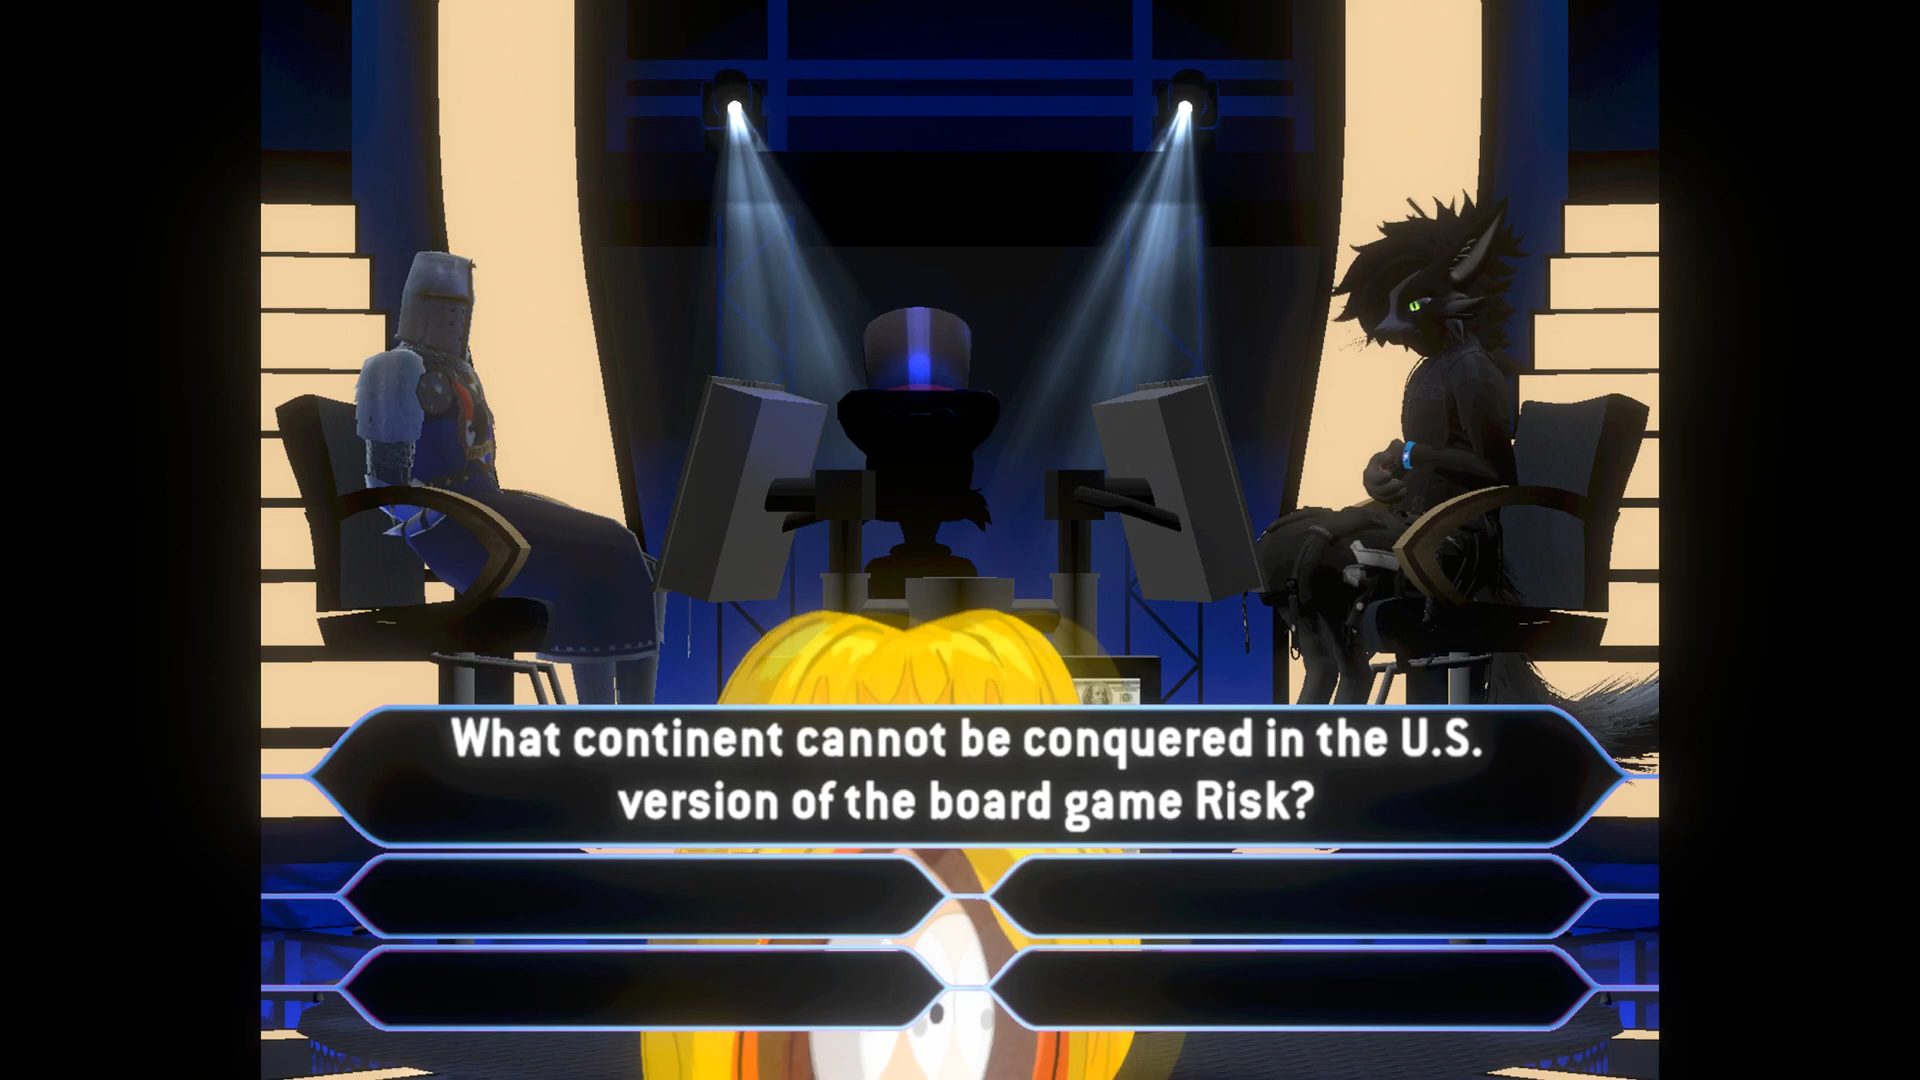 What continent cannot be conquered in the U.S.
version of the board game Risk?